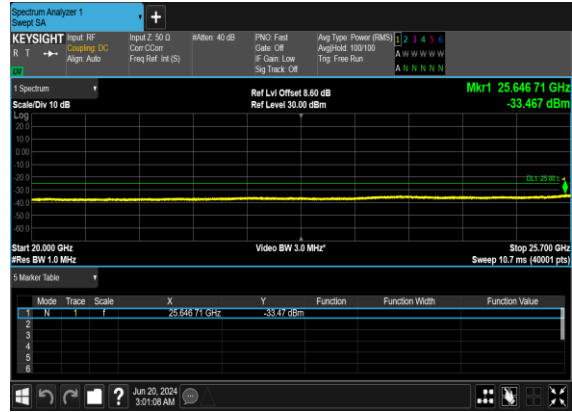 Spectrum Analyzer 1
Swept SA
+
KEYSIGHT Input: RF Input Z: 50 Ω #Atten: 40 dB PNO: Fast Avg Type: Power (RMS) 1 2 3 4 5 6
R T Coupling: DC Corr CCorr Gate: Off Avg|Hold: 100/100 A W W W W W
Align: Auto Freq Ref: Int (S) IF Gain: Low Trig: Free Run
Sig Track: Off A N N N N N
1 Spectrum Ref Lvl Offset 8.60 dB Mkr1 25.646 71 GHz
Scale/Div 10 dB Ref Level 30.00 dBm -33.467 dBm
Log
20.0
10.0
0.00
-10.0
-20.0
-30.0
-40.0
-50.0
-60.0
Start 20.000 GHz Video BW 3.0 MHz* Stop 25.700 GHz
#Res BW 1.0 MHz Sweep 10.7 ms (40001 pts)
5 Marker Table
Mode Trace Scale X Y Function Function Width Function Value
1 N 1 f 25.646 71 GHz -33.47 dBm
2
3
4
5
6
? Jun 20, 2024
3:01:08 AM